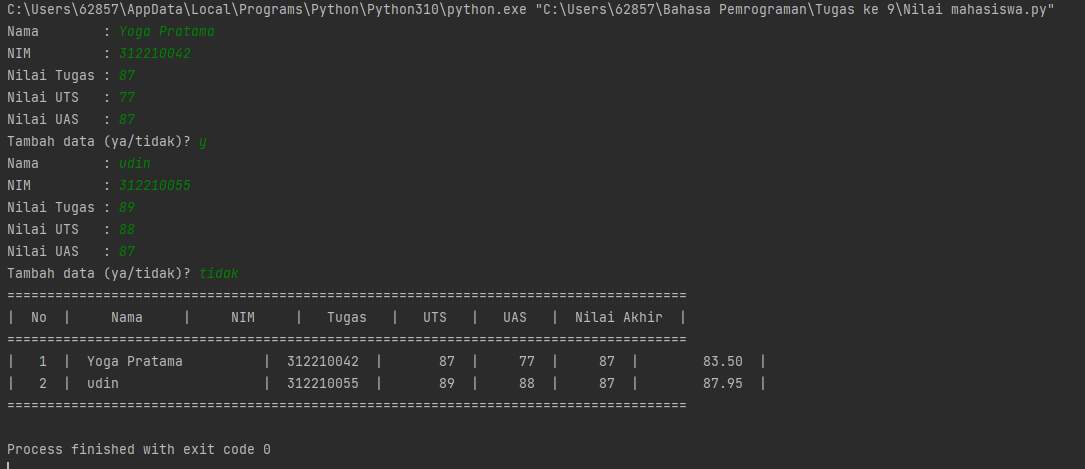 C:\Users\62857\AppData\Local\Programs\Python\Python310\python.exe "C:\Users\62857\Bahasa Pemrograman\Tugas ke 9\Nilai mahasiswa.py"
Nama        : Yoga Pratama
NIM         : 312210042
Nilai Tugas : 87
Nilai UTS   : 77
Nilai UAS   : 87
Tambah data (ya/tidak)? y
Nama        : udin
NIM         : 312210055
Nilai Tugas : 89
Nilai UTS   : 88
Nilai UAS   : 87
Tambah data (ya/tidak)? tidak
=====================================================================================
|  No  |     Nama     |     NIM     |   Tugas   |   UTS   |   UAS   |  Nilai Akhir  |
=====================================================================================
|   1  |  Yoga Pratama          |  312210042  |       87  |     77  |     87  |        83.50  |
|   2  |  udin                  |  312210055  |       89  |     88  |     87  |        87.95  |
=====================================================================================

Process finished with exit code 0